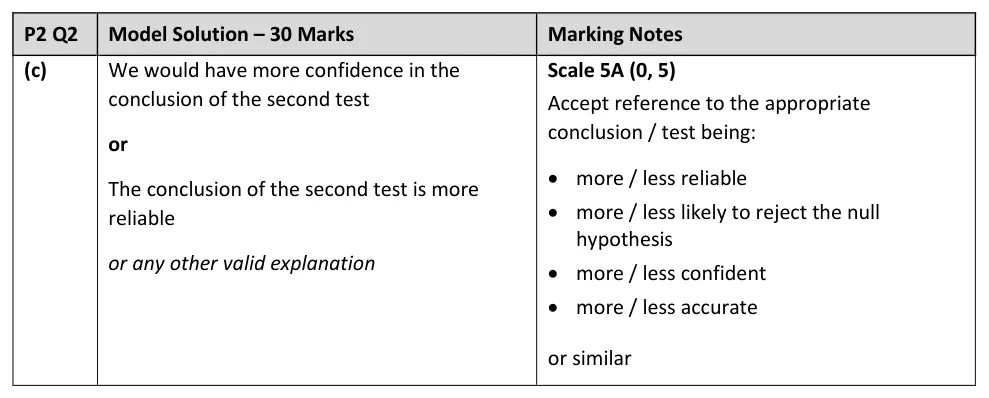 P2 Q2 Model Solution – 30 Marks Marking Notes
(c) We would have more confidence in the
conclusion of the second test
or
The conclusion of the second test is more
reliable
or any other valid explanation
Scale 5A (0, 5)
Accept reference to the appropriate
conclusion / test being:
• more / less reliable
• more / less likely to reject the null
hypothesis
• more / less confident
• more / less accurate
or similar